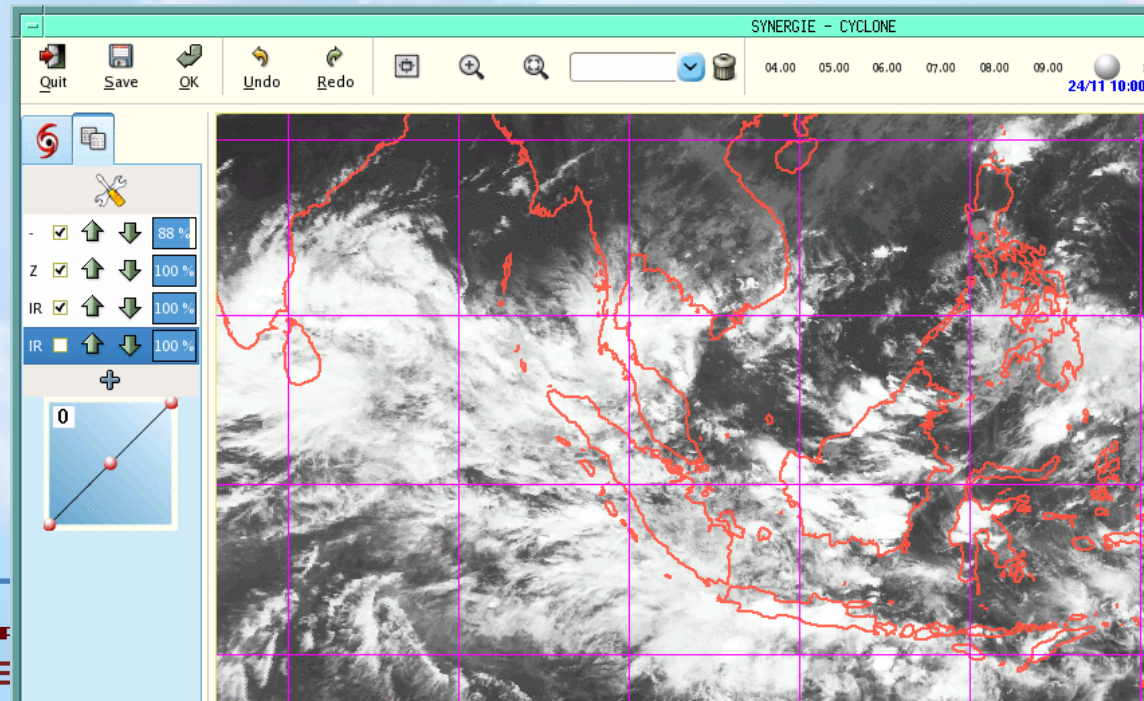 SYNERGIE - CYCLONE
Quit Save OK Undo Redo
04.00 05.00 06.00 07.00 08.00 09.00
24/11 10:00
- 88 %
Z 100 %
IR 100 %
IR 100 %
0